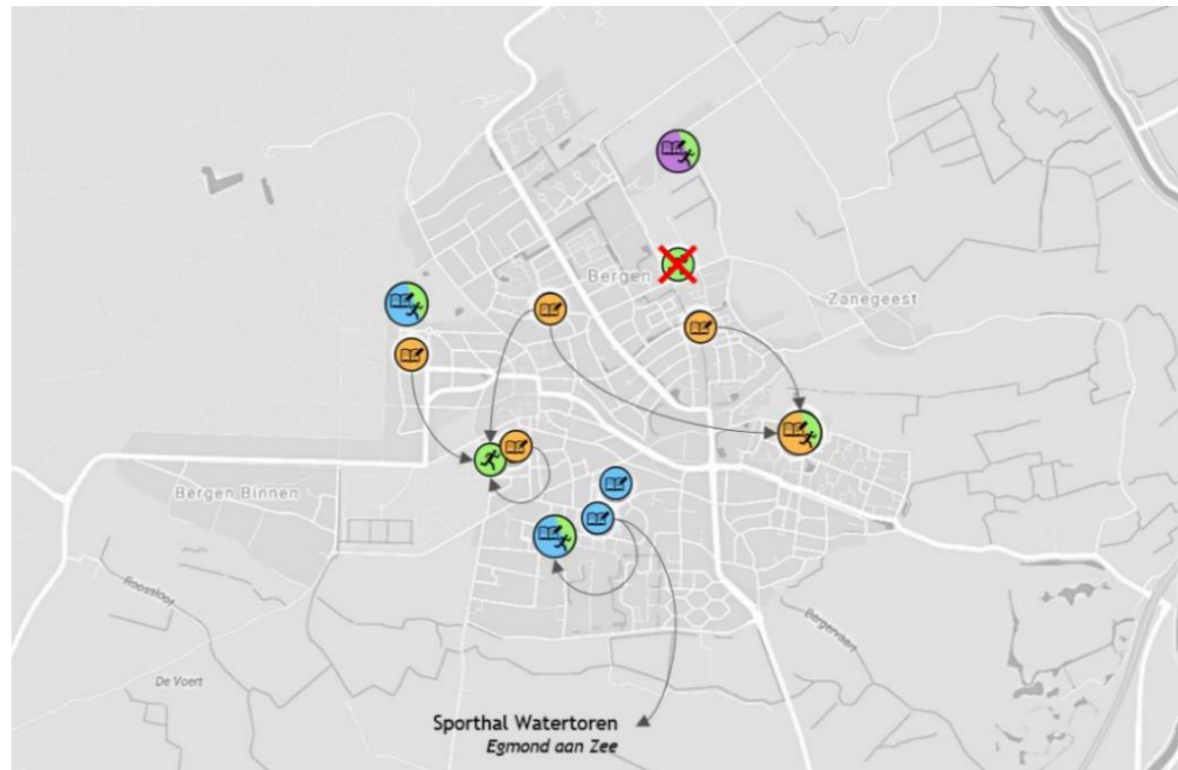 Bergen
Zanegeest
Bergen Binnen
Roosloot
Bergervaart
De Voert
Sporthal Watertoren
Egmond aan Zee